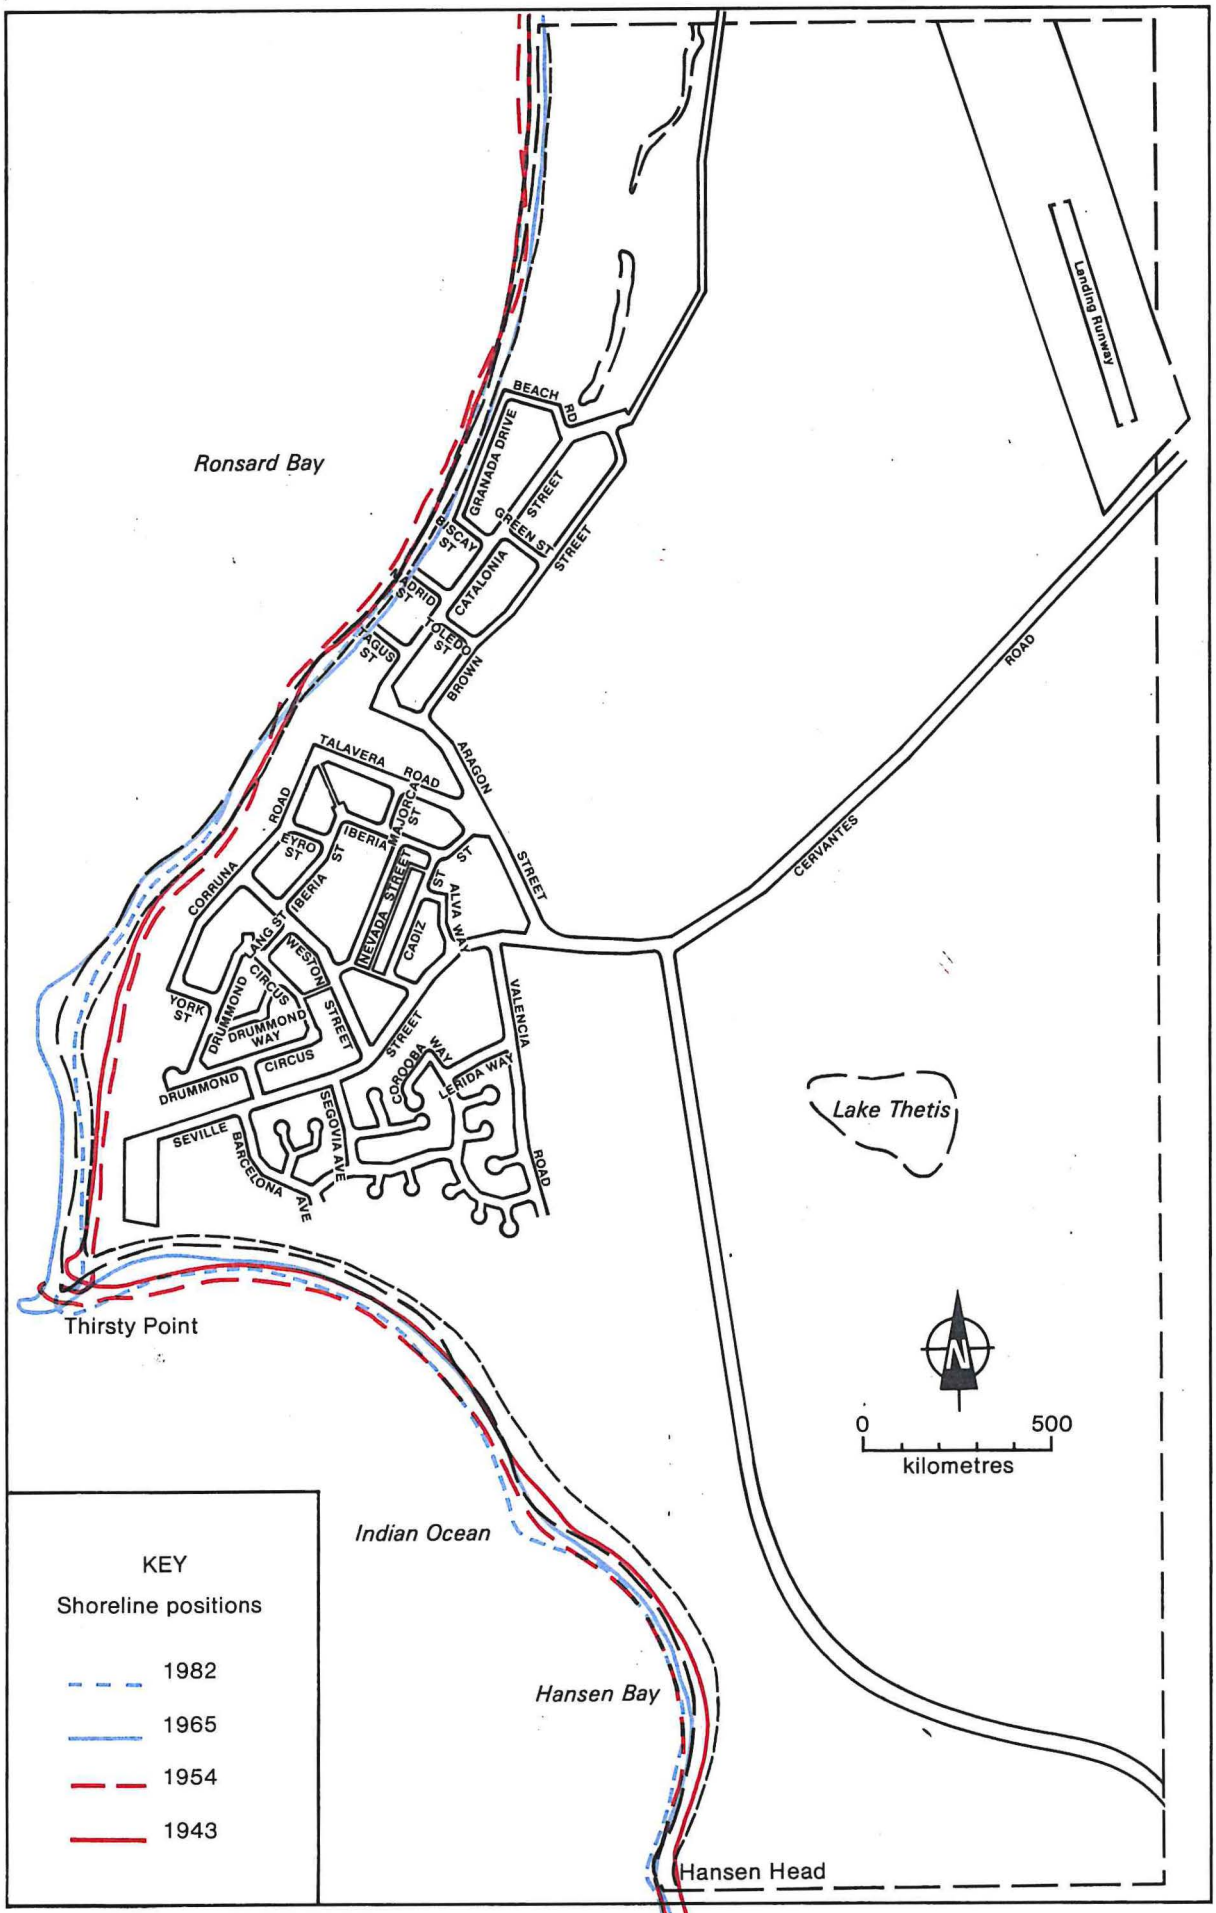 Landing Runway
BEACH
RD
GRANADA DRIVE
Ronsard Bay
STREET
GREEN ST
BISCAY
ST
STREET
CATALONIA
MADRID
ST
TOLEDO
ST
TAGUS
ST
BROWN
ROAD
TALAVERA
ROAD
ARAGON
ROAD
MAJORCA
ST
IBERIA
ST
EYRO
ST
IBERIA
ST
STREET
CERVANTES
CORRUNA
NEVADA STREET
ST
ALVA WAY
CADIZ
ANG ST
WESTON
STREET
YORK
ST
DRUMMOND
CIRCUS
DRUMMOND
WAY
CIRCUS
STREET
VALENCIA
COROOBA
WAY
LERIDA WAY
DRUMMOND
SEVILLE
SEGOVIA AVE
BARCELONA
AVE
ROAD
Lake Thetis
Thirsty Point
N
0 500
kilometres
Indian Ocean
KEY
Shoreline positions
1982
1965
1954
1943
Hansen Bay
Hansen Head